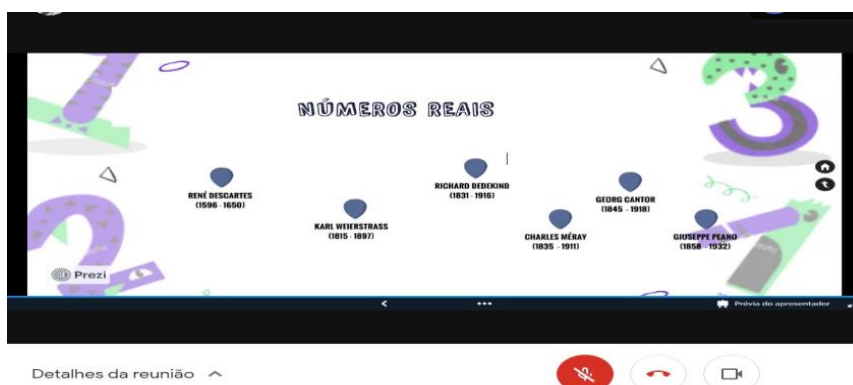 NÚMEROS REAIS
RENÉ DESCARTES
(1596 - 1650)
KARL WEIERSTRASS
(1815 - 1897)
RICHARD DEDEKIND
(1831 - 1916)
CHARLES MÉRAY
(1835 - 1911)
GEORG CANTOR
(1845 - 1918)
GIUSEPPE PEANO
(1858 - 1932)
Prezi
Prévia do apresentador
Detalhes da reunião